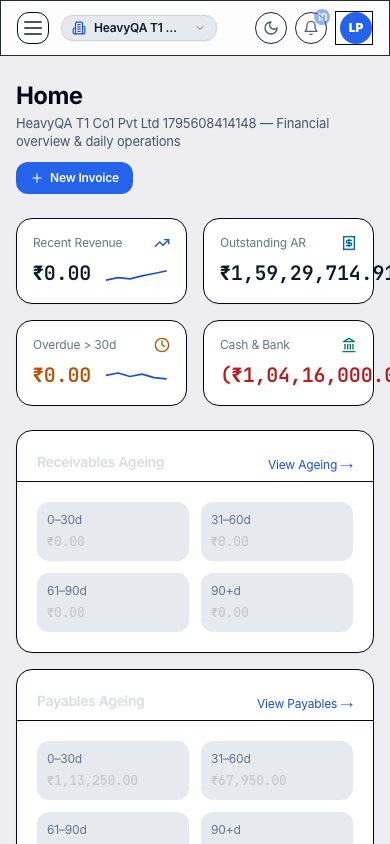 HeavyQA T1 ...
LP
Home
HeavyQA T1 Co1 Pvt Ltd 1795608414148 — Financial
overview & daily operations
New Invoice
Recent Revenue
₹0.00
Outstanding AR
₹1,59,29,714.91
Overdue > 30d
₹0.00
Cash & Bank
(₹1,04,16,000.0
Receivables Ageing
View Ageing →
0–30d
₹0.00
31–60d
₹0.00
61–90d
₹0.00
90+d
₹0.00
Payables Ageing
View Payables →
0–30d
₹1,13,250.00
31–60d
₹67,950.00
61–90d
90+d